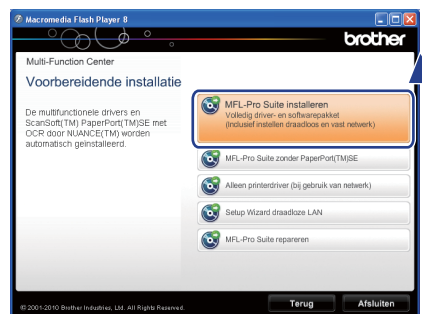 Macromedia Flash Player 8
brother
Multi-Function Center
Voorbereidende installatie
De multifunctionele drivers en
ScanSoft(TM) PaperPort(TM)SE met
OCR door NUANCE(TM) worden
automatisch geïnstalleerd.
MFL-Pro Suite installeren
Volledig driver- en softwarepakket
(Inclusief instellen draadloos en vast netwerk)
MFL-Pro Suite zonder PaperPort(TM)SE
Alleen printerdriver (bij gebruik van netwerk)
Setup Wizard draadloze LAN
MFL-Pro Suite repareren
© 2001-2010 Brother Industries, Ltd. All Rights Reserved.
Terug
Afsluiten